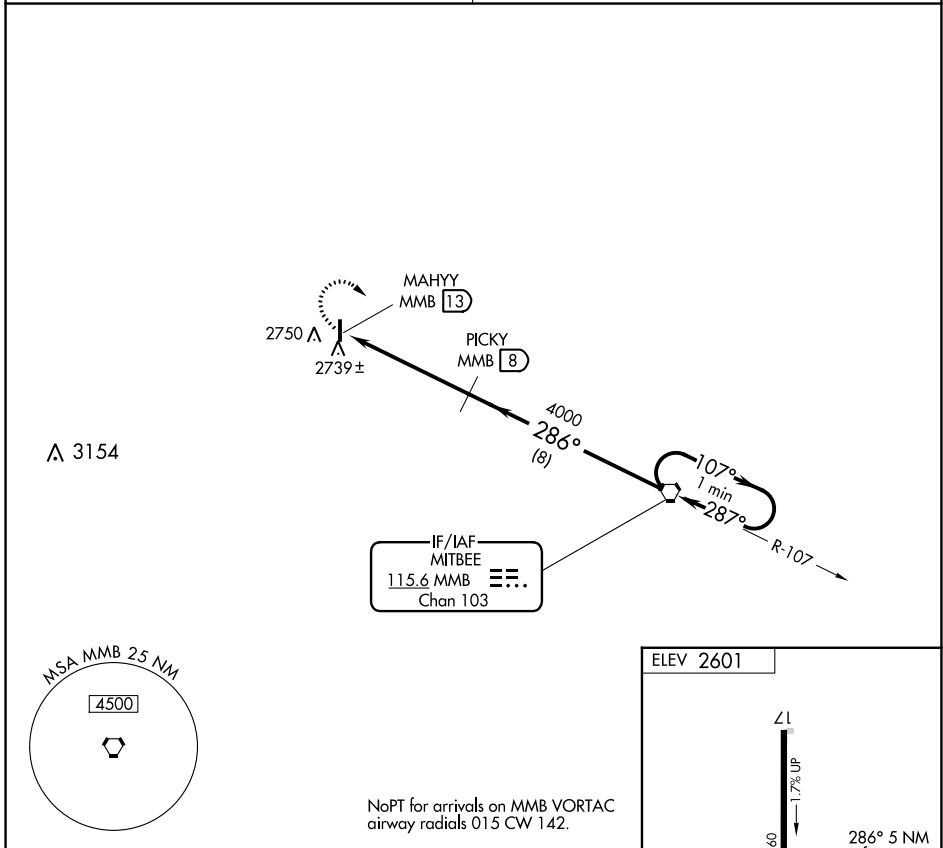 MAHYY
MMB 13
2750
2739±
PICKY
MMB 8
4000
286°
(8)
3154
107°
1 min
287°
R-107
IF/IAF
MITBEE
115.6 MMB
Chan 103
MSA MMB 25 NM
4500
NoPT for arrivals on MMB VORTAC
airway radials 015 CW 142.
ELEV 2601
17
1.7% UP
60
286° 5 NM